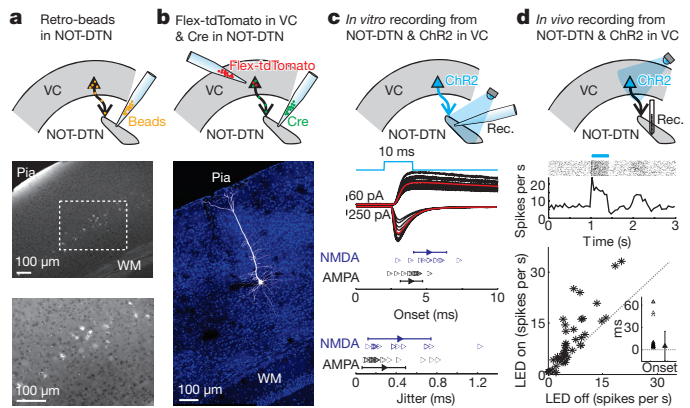 a
Retro-beads
in NOT-DTN
VC
Beads
NOT-DTN
Pia
100 μm
WM
100 μm
b
Flex-tdTomato in VC
& Cre in NOT-DTN
Flex-tdTomato
VC
Cre
NOT-DTN
Pia
WM
100 μm
c
In vitro recording from
NOT-DTN & ChR2 in VC
ChR2
VC
Rec.
NOT-DTN
10 ms
60 pA
250 pA
NMDA
AMPA
0 5 10
Onset (ms)
NMDA
AMPA
0 0.4 0.8 1.2
Jitter (ms)
d
In vivo recording from
NOT-DTN & ChR2 in VC
ChR2
VC
Rec.
NOT-DTN
Spikes per s
20
10
0
0 1 2 3
Time (s)
LED on (spikes per s)
30
15
0
ms
60
30
0
Onset
0 15 30
LED off (spikes per s)